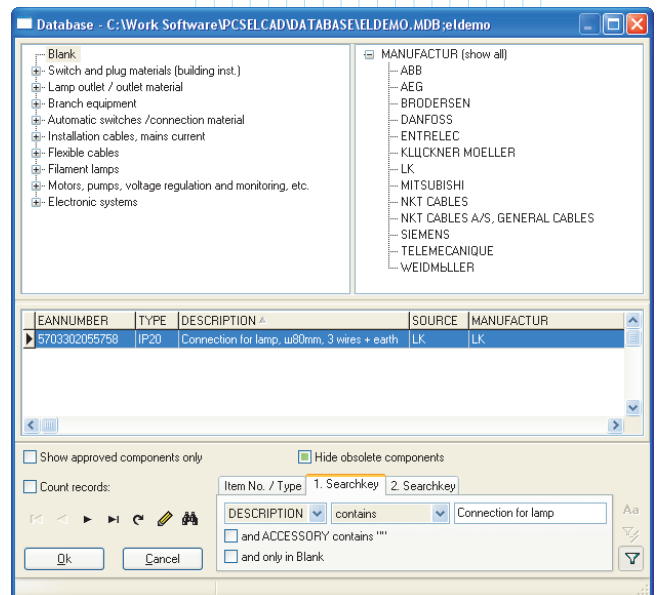 Database - C:\Work Software\PCSELCAD\DATABASE\ELDEMO.MDB;eldemo
Blank
Switch and plug materials (building inst.)
Lamp outlet / outlet material
Branch equipment
Automatic switches /connection material
Installation cables, mains current
Flexible cables
Filament lamps
Motors, pumps, voltage regulation and monitoring, etc.
Electronic systems
MANUFACTUR (show all)
ABB
AEG
BRODERSEN
DANFOSS
ENTRELEC
KLЦCKNER MOELLER
LK
MITSUBISHI
NKT CABLES
NKT CABLES A/S, GENERAL CABLES
SIEMENS
TELEMECANIQUE
WEIDMЬLLER
EANNUMBER TYPE DESCRIPTION SOURCE MANUFACTUR
5703302055758 IP20 Connection for lamp, ш80mm, 3 wires + earth LK LK
Show approved components only Hide obsolete components
Count records: Item No. / Type 1. Searchkey 2. Searchkey
DESCRIPTION contains Connection for lamp Aa
and ACCESSORY contains ""
and only in Blank
Ok Cancel